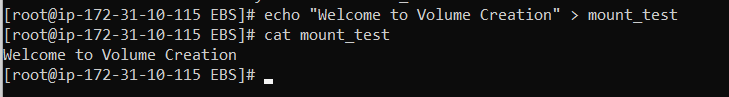 [root@ip-172-31-10-115 EBS]# echo "Welcome to Volume Creation" > mount_test
[root@ip-172-31-10-115 EBS]# cat mount_test
Welcome to Volume Creation
[root@ip-172-31-10-115 EBS]#